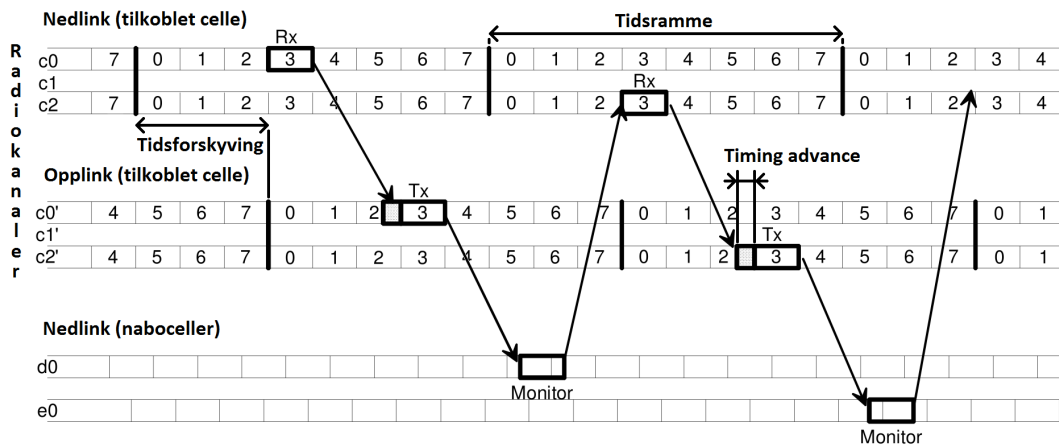 Nedlink (tilkoblet celle)
Tidsramme
Radiokanaler
Rx
c0 7 0 1 2 3 4 5 6 7 0 1 2 3 4 5 6 7 0 1 2 3 4
c1
Rx
c2 7 0 1 2 3 4 5 6 7 0 1 2 3 4 5 6 7 0 1 2 3 4
Tidsforskyving
Timing advance
Opplink (tilkoblet celle)
Tx
c0' 4 5 6 7 0 1 2 3 4 5 6 7 0 1 2 3 4 5 6 7 0 1
c1'
Tx
c2' 4 5 6 7 0 1 2 3 4 5 6 7 0 1 2 3 4 5 6 7 0 1
Nedlink (naboceller)
d0
Monitor
e0
Monitor